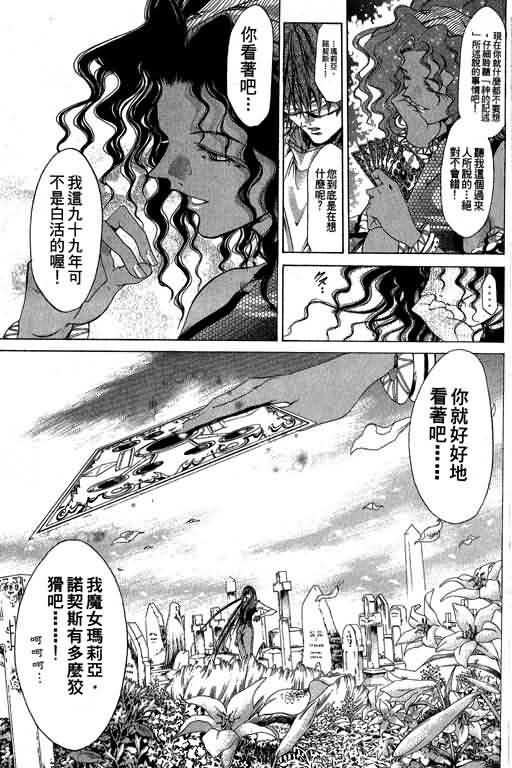 現在你就什麼都不要想
，仔細聆聽「神的記述
」所述說的事情吧！
聽我這個過來
人所說的…絕
對不會錯！
瑪莉亞．
諾契斯…！
您到底是在想
什麼呢？
你看著吧…
我這九十九年可
不是白活的喔！
…
你就好好地
看著吧……
我魔女瑪莉亞．
諾契斯有多麼狡
猾吧……！
呵呵呵